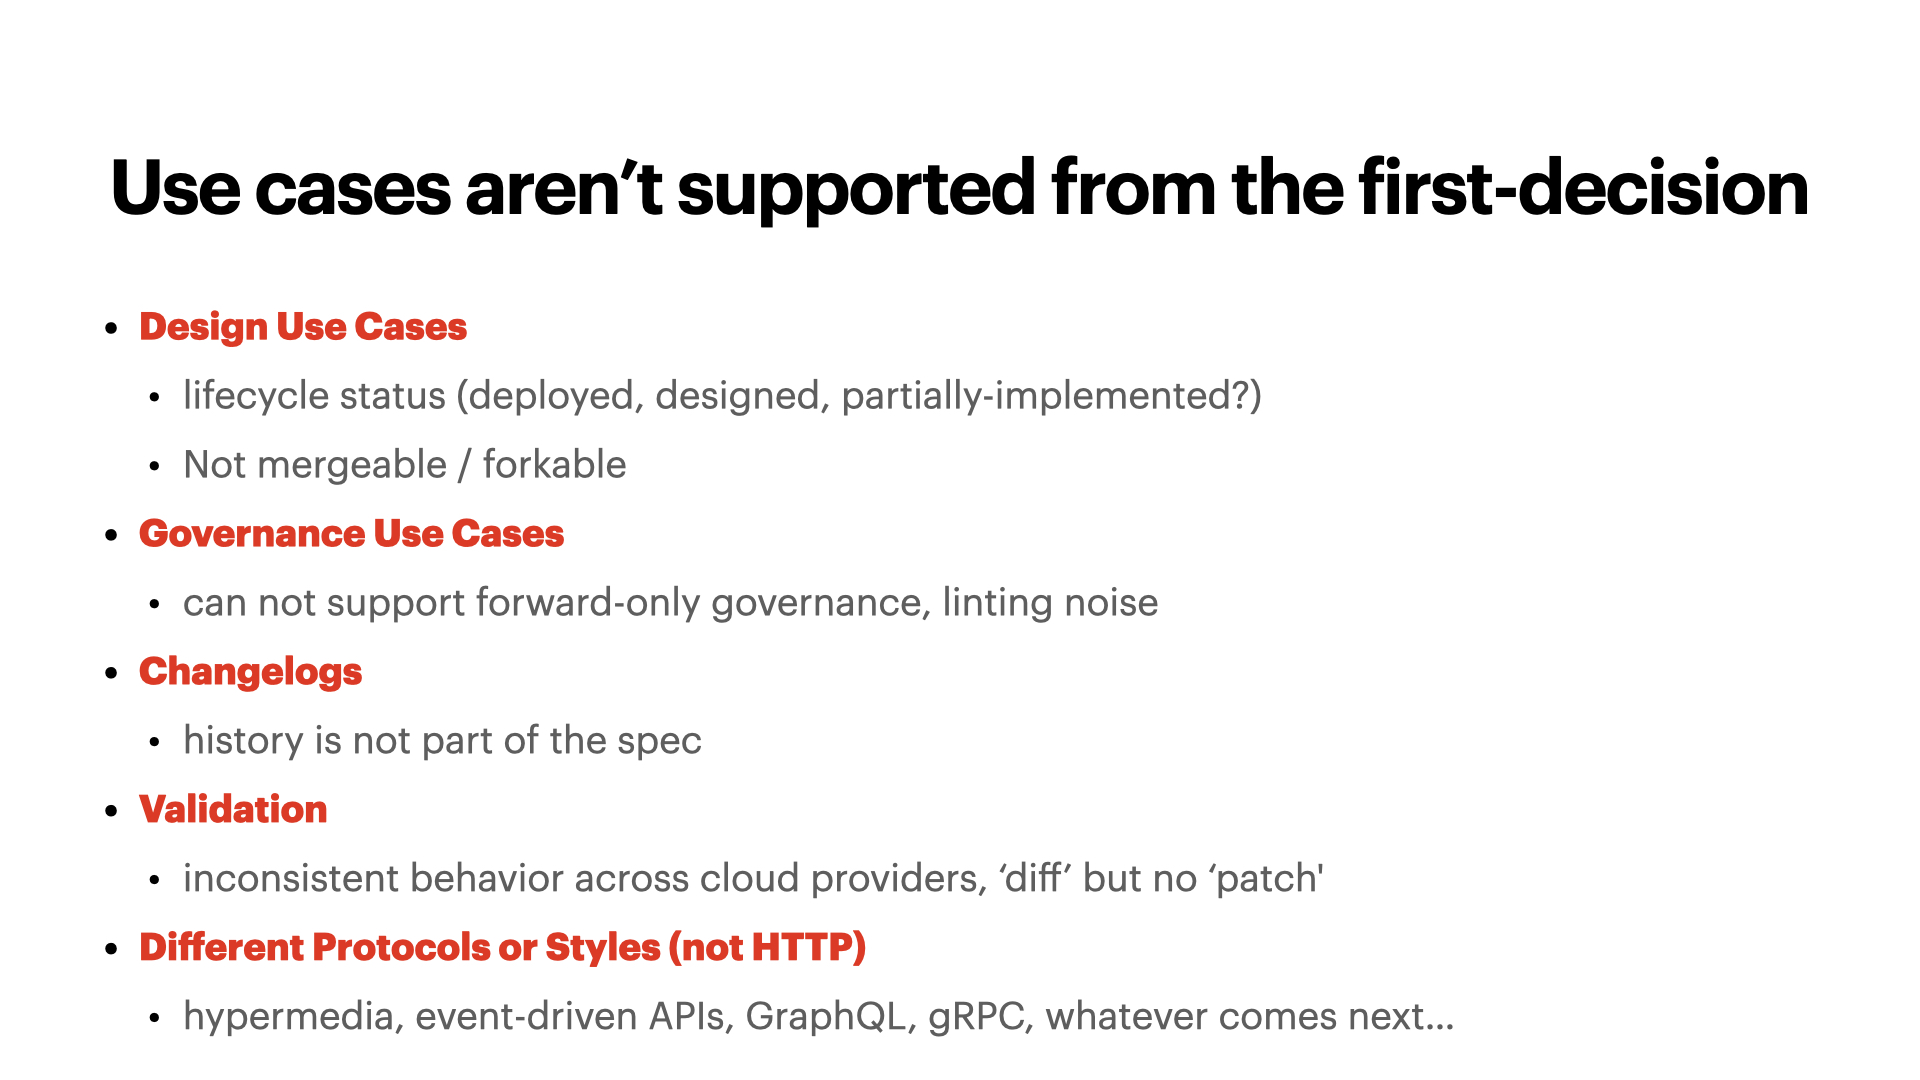 Use cases aren’t supported from the first-decision
• Design Use Cases
• lifecycle status (deployed, designed, partially-implemented?)
• Not mergeable / forkable
• Governance Use Cases
• can not support forward-only governance, linting noise
• Changelogs
• history is not part of the spec
• Validation
• inconsistent behavior across cloud providers, ‘diff’ but no ‘patch'
• Different Protocols or Styles (not HTTP)
• hypermedia, event-driven APIs, GraphQL, gRPC, whatever comes next...